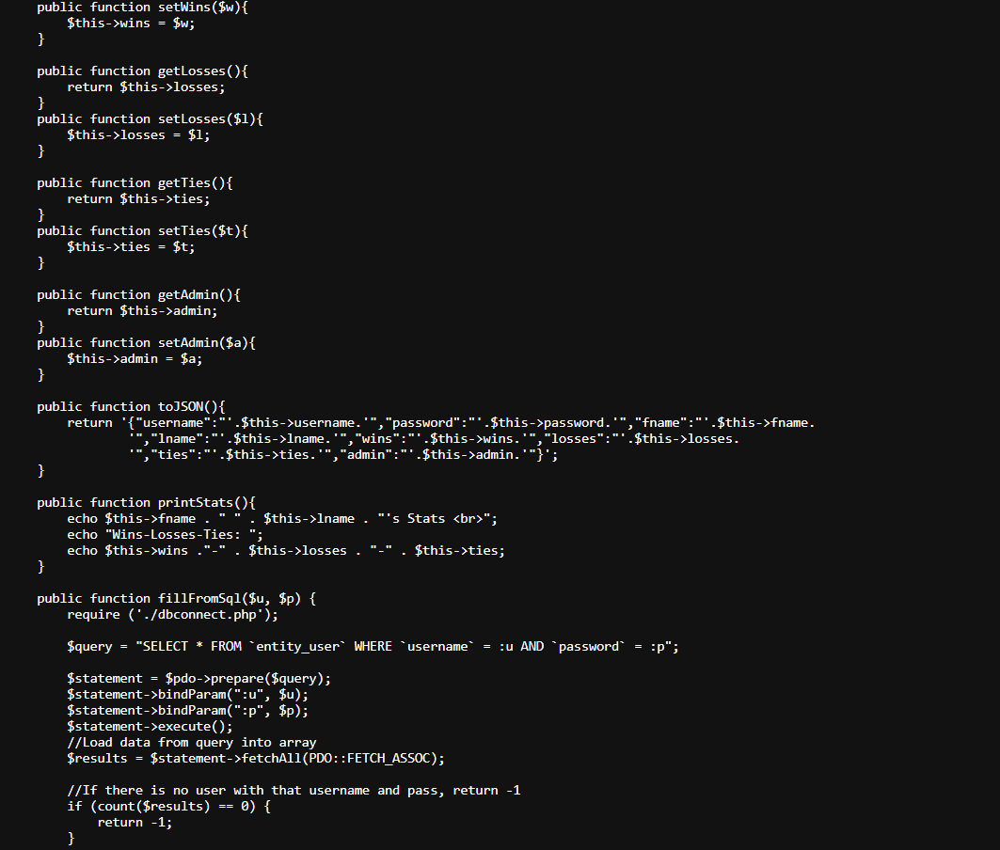 public function setWins($w){
    $this->wins = $w;
}

public function getLosses(){
    return $this->losses;
}
public function setLosses($l){
    $this->losses = $l;
}

public function getTies(){
    return $this->ties;
}
public function setTies($t){
    $this->ties = $t;
}

public function getAdmin(){
    return $this->admin;
}
public function setAdmin($a){
    $this->admin = $a;
}

public function toJSON(){
    return '{"username":"'.$this->username.'","password":"'.$this->password.'","fname":"'.$this->fname.
            '","lname":"'.$this->lname.'","wins":"'.$this->wins.'","losses":"'.$this->losses.
            '","ties":"'.$this->ties.'","admin":"'.$this->admin.'"}';
}

public function printStats(){
    echo $this->fname . " " . $this->lname . "'s Stats <br>";
    echo "Wins-Losses-Ties: ";
    echo $this->wins ."-" . $this->losses . "-" . $this->ties;
}

public function fillFromSql($u, $p) {
    require ('./dbconnect.php');

    $query = "SELECT * FROM `entity_user` WHERE `username` = :u AND `password` = :p";

    $statement = $pdo->prepare($query);
    $statement->bindParam(":u", $u);
    $statement->bindParam(":p", $p);
    $statement->execute();
    //Load data from query into array
    $results = $statement->fetchAll(PDO::FETCH_ASSOC);

    //If there is no user with that username and pass, return -1
    if (count($results) == 0) {
        return -1;
    }